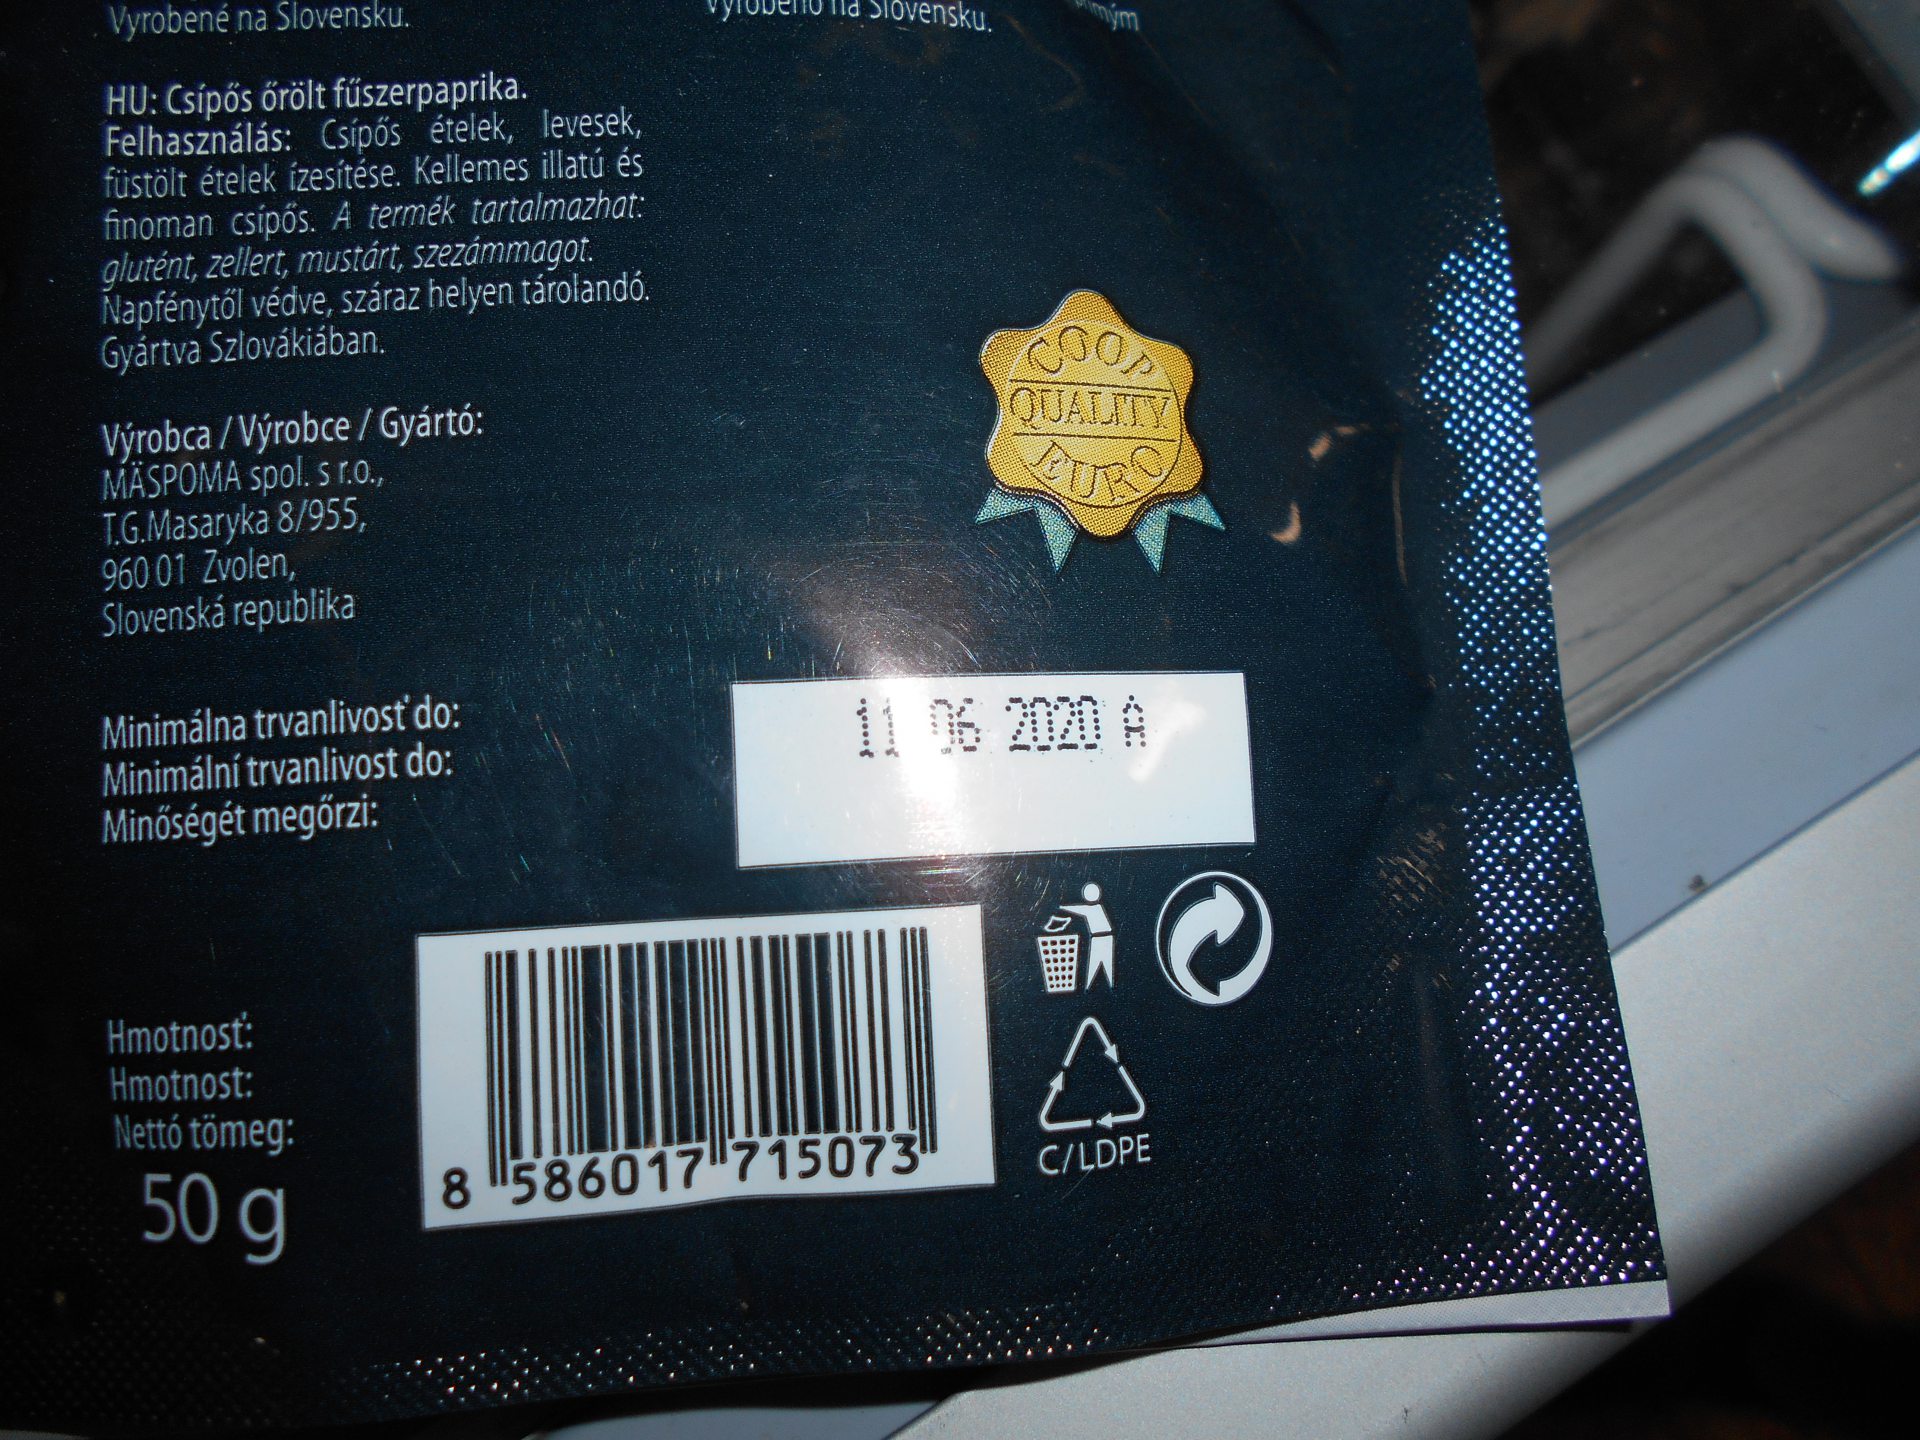 Vyrobené na Slovensku.
Vyrobeno na Slovensku.
HU: Csípős őrölt fűszerpaprika.
Felhasználás: Csípős ételek, levesek,
füstölt ételek ízesítése. Kellemes illatú és
finoman csípős. A termék tartalmazhat:
glutént, zellert, mustárt, szezámmagot.
Napfénytől védve, száraz helyen tárolandó.
Gyártva Szlovákiában.
COOP
QUALITY
EURO
Výrobca / Výrobce / Gyártó:
MÄSPOMA spol. s r.o.,
T.G.Masaryka 8/955,
960 01 Zvolen,
Slovenská republika
Minimálna trvanlivosť do:
Minimální trvanlivost do:
Minőségét megőrzi:
11 06 2020 A
Hmotnosť:
Hmotnost:
Nettó tömeg:
50 g
8 586017 715073
C/LDPE